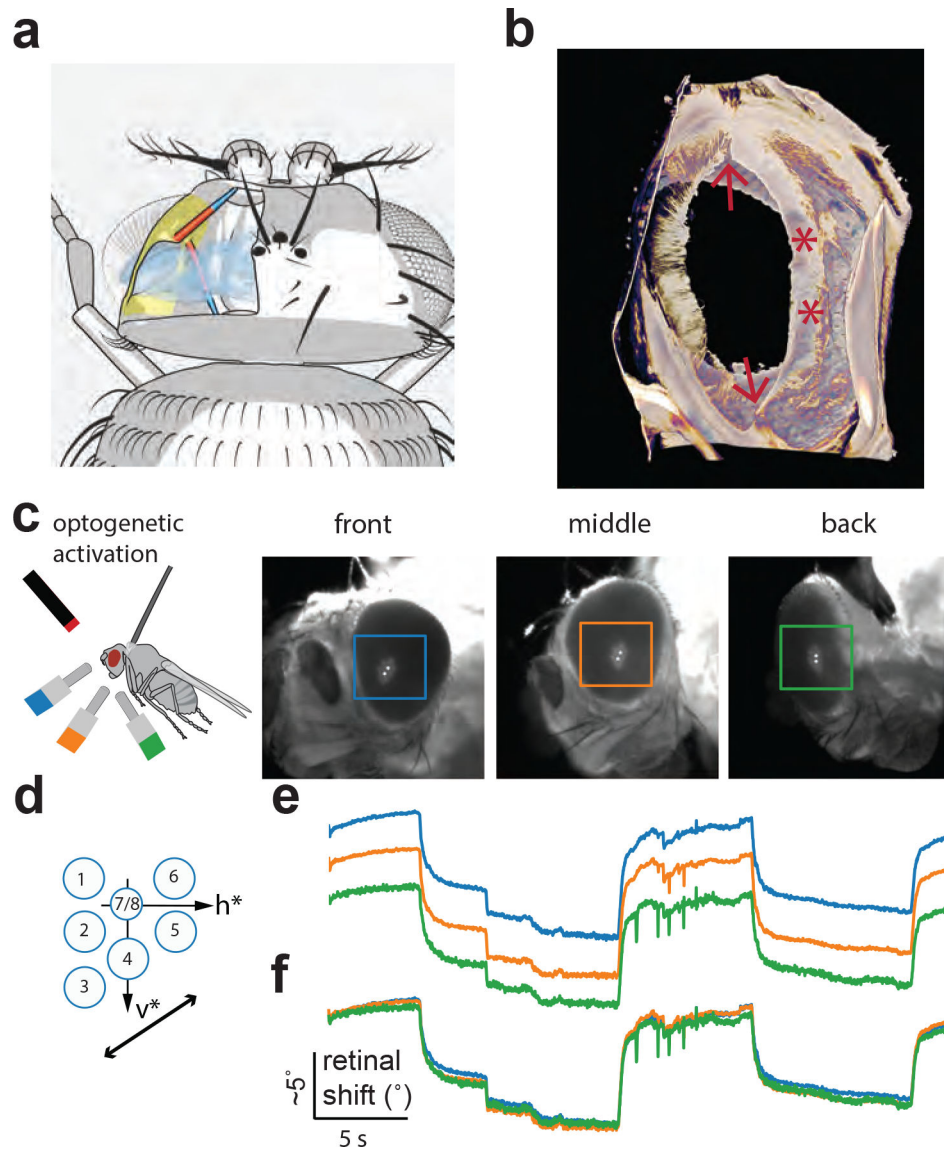 a
b
c
optogenetic
activation
front
middle
back
d
1
6
7/8
h*
2
5
4
3
v*
e
f
~5°
retinal
shift (°)
5 s